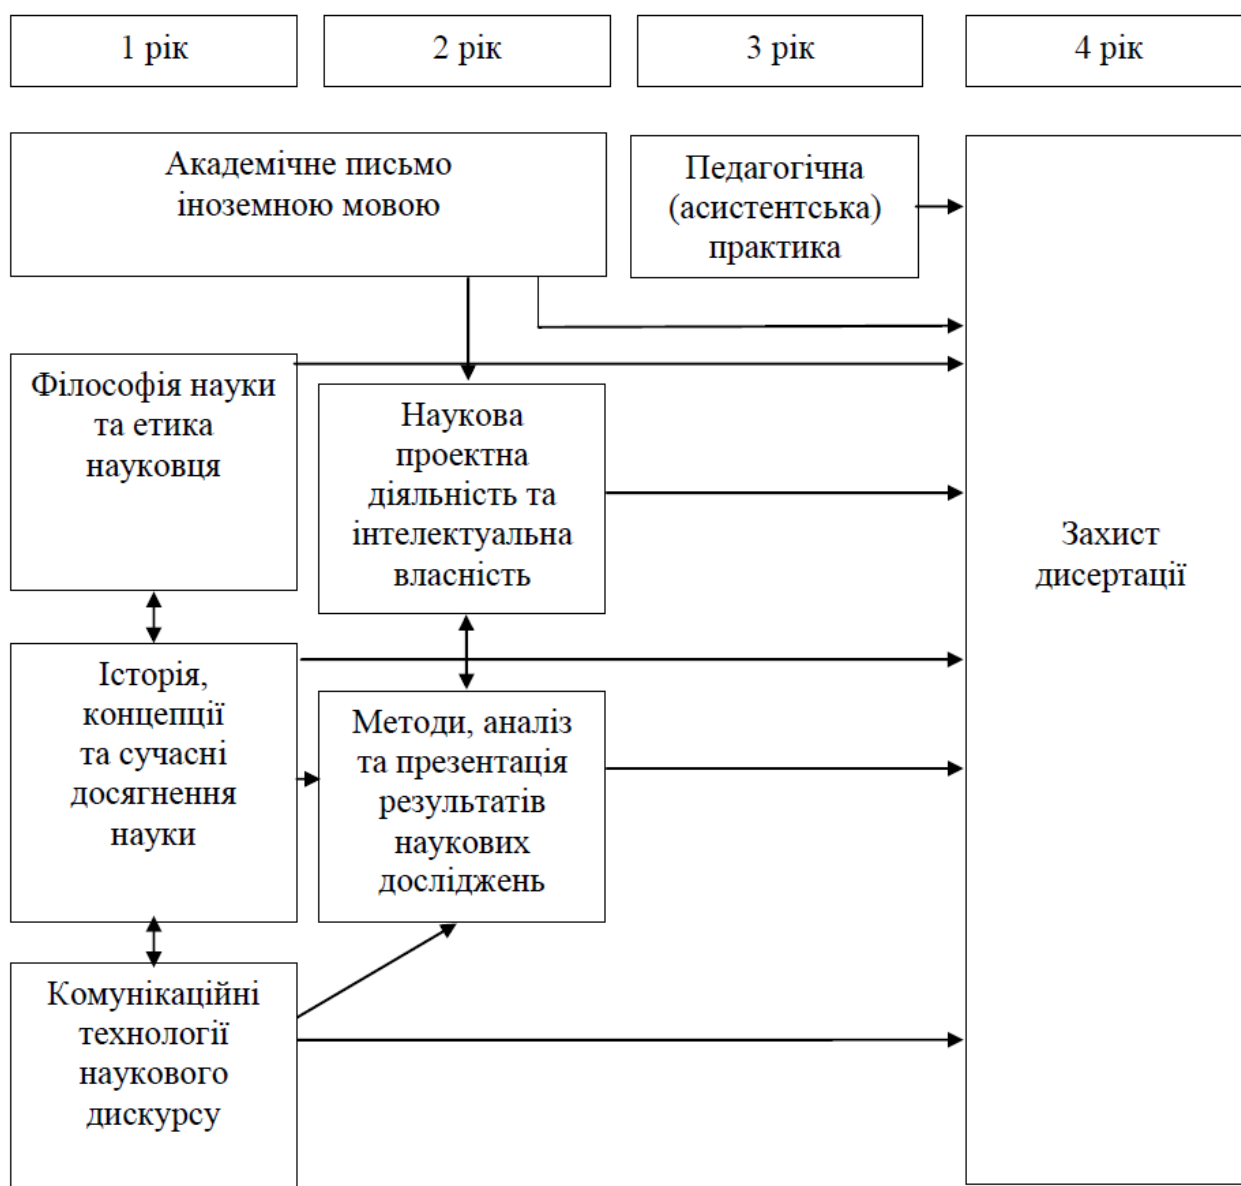 1 рік
2 рік
3 рік
4 рік
Академічне письмо
іноземною мовою
Педагогічна
(асистентська)
практика
Філософія науки
та етика
науковця
Наукова
проектна
діяльність та
інтелектуальна
власність
Захист
дисертації
Історія,
концепції
та сучасні
досягнення
науки
Методи, аналіз
та презентація
результатів
наукових
досліджень
Комунікаційні
технології
наукового
дискурсу